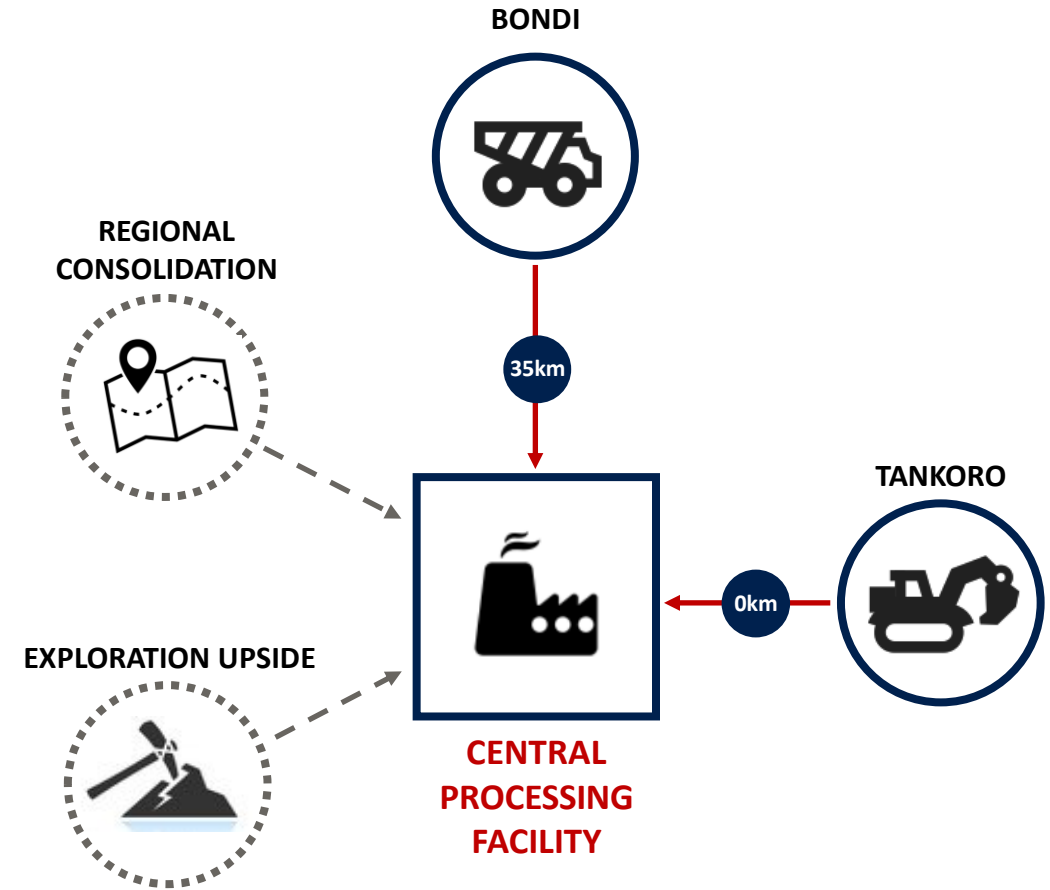 BONDI
REGIONAL
CONSOLIDATION
35km
TANKORO
0km
EXPLORATION UPSIDE
CENTRAL
PROCESSING
FACILITY